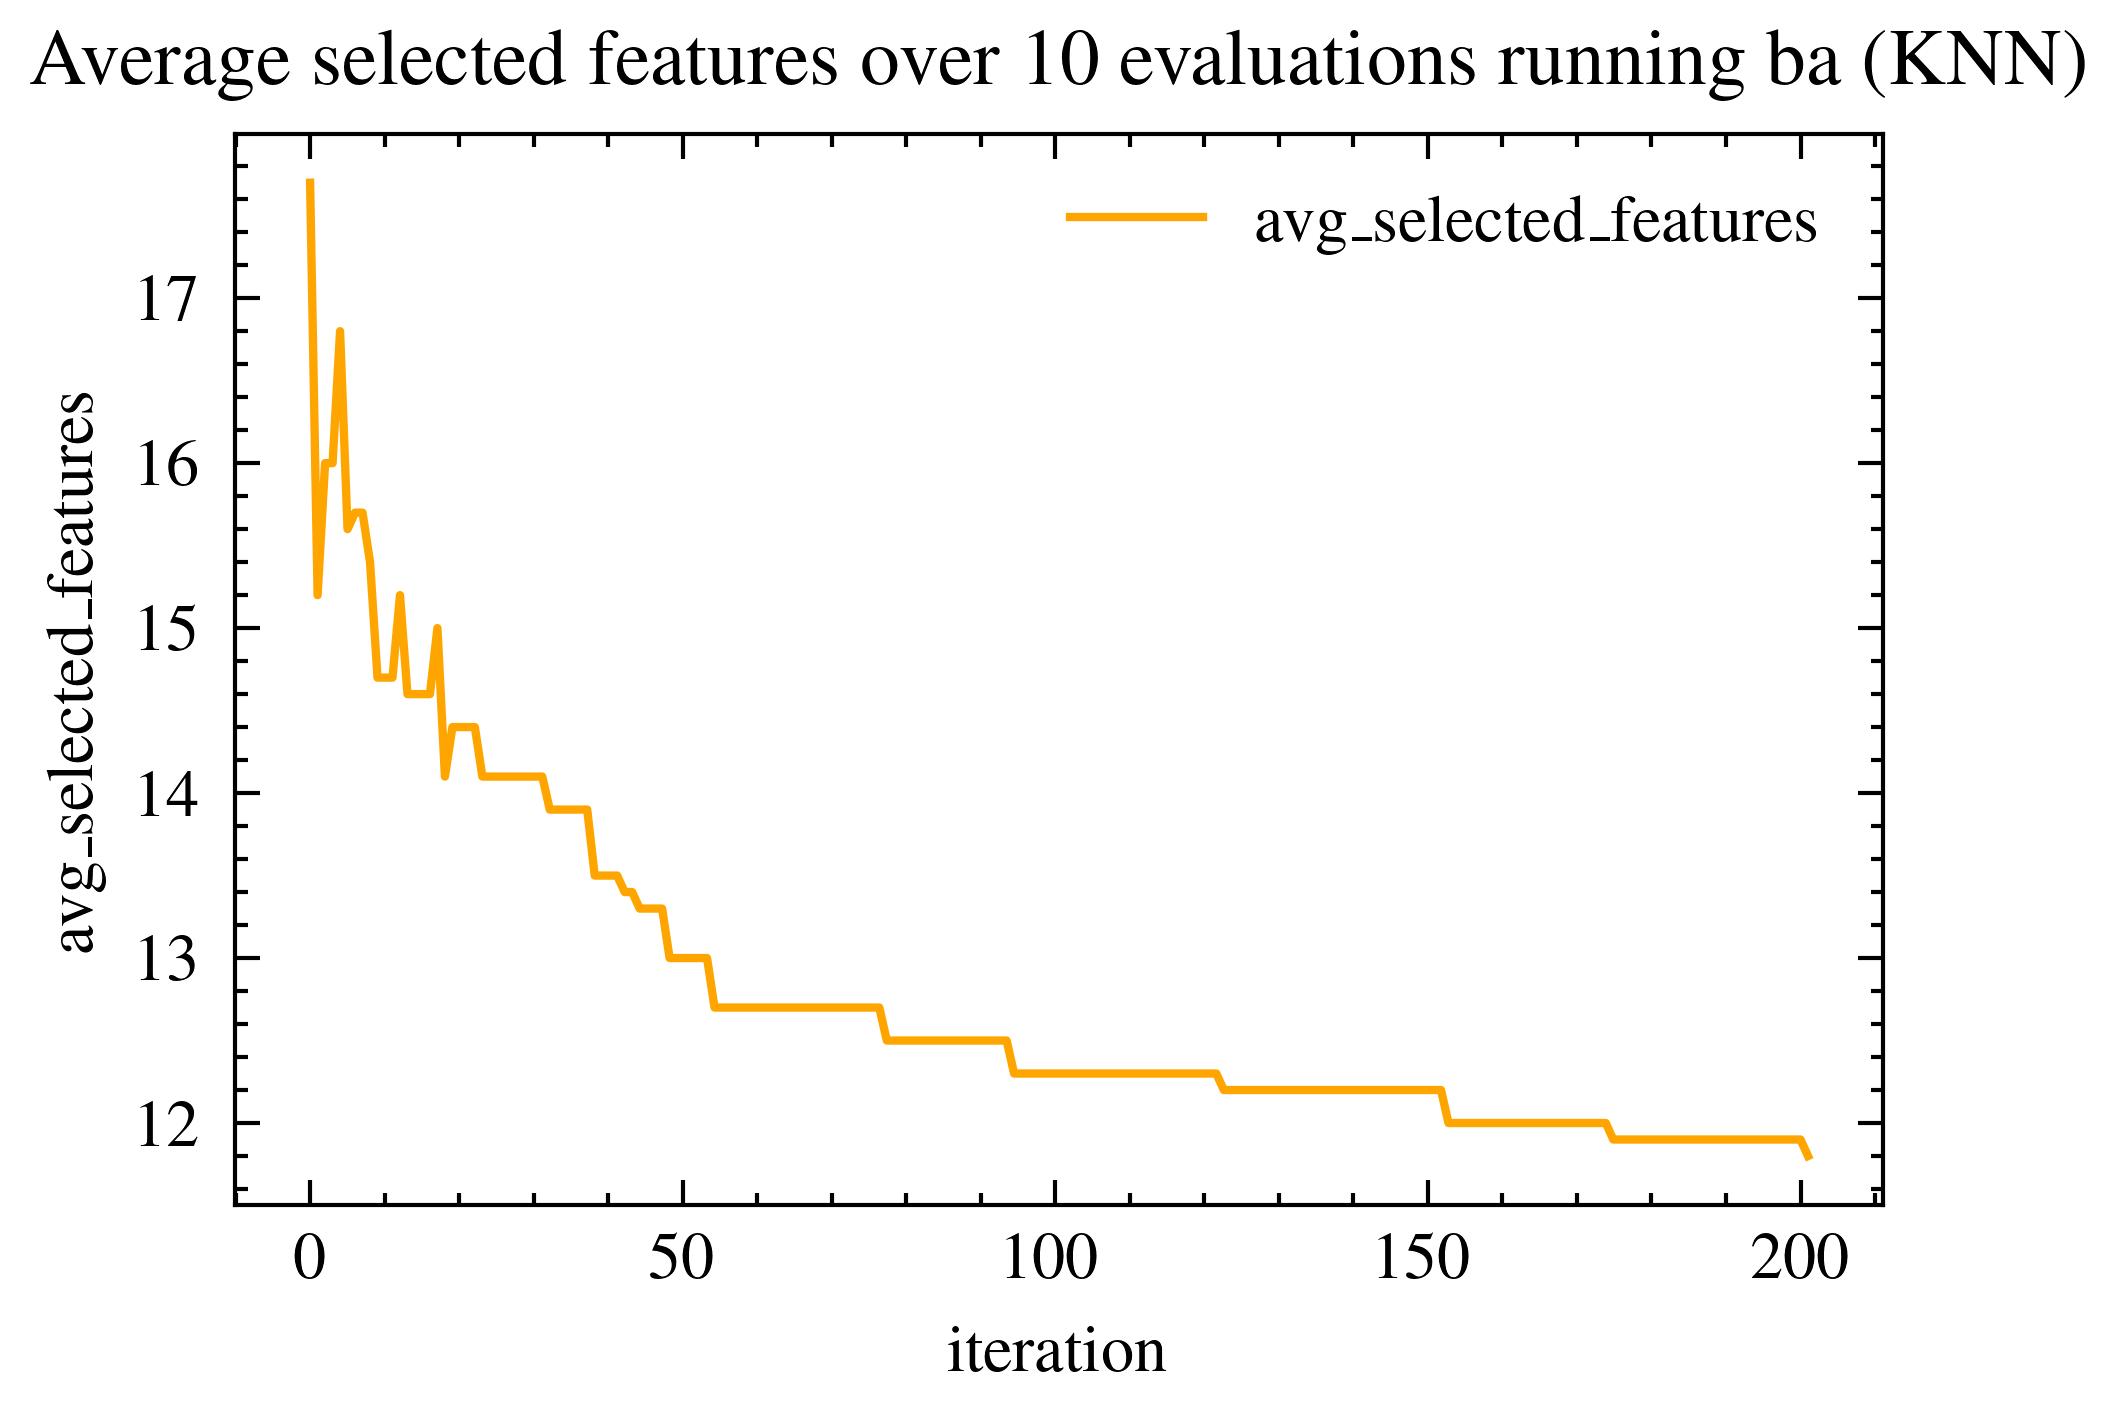 Average selected features over 10 evaluations running ba (KNN)
avg_selected_features
17
16
15
14
13
12
avg_selected_features
0 50 100 150 200
iteration